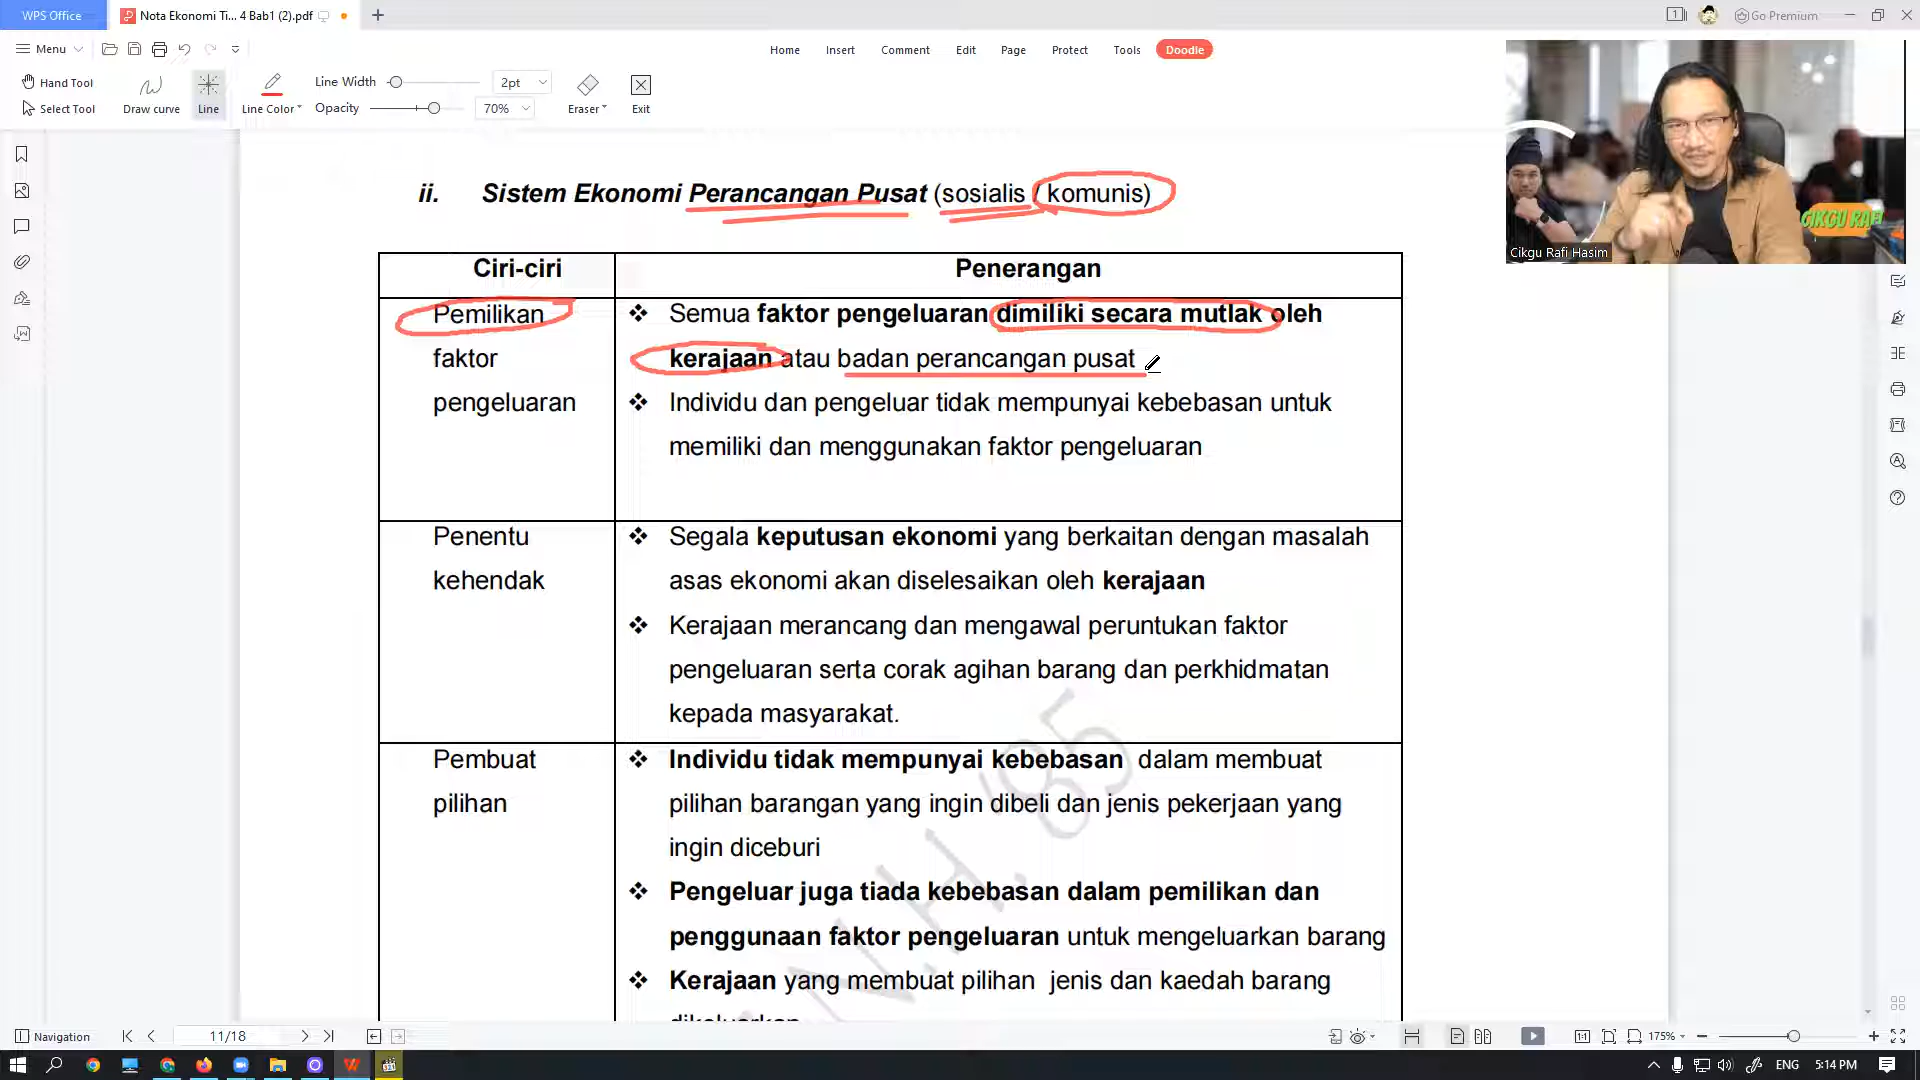 WPS Office
Nota Ekonomi Ti... 4 Bab1 (2).pdf
Go Premium
Menu
Home Insert Comment Edit Page Protect Tools Doodle
Hand Tool
Select Tool
Draw curve
Line
Line Color
Line Width 2pt
Opacity 70%
Eraser
Exit
Cikgu Rafi Hasim
CIKGU RAFI
ii. Sistem Ekonomi Perancangan Pusat (sosialis / komunis)
Ciri-ciri Penerangan
Pemilikan
faktor
pengeluaran
❖ Semua faktor pengeluaran dimiliki secara mutlak oleh
kerajaan atau badan perancangan pusat
❖ Individu dan pengeluar tidak mempunyai kebebasan untuk
memiliki dan menggunakan faktor pengeluaran
Penentu
kehendak
❖ Segala keputusan ekonomi yang berkaitan dengan masalah
asas ekonomi akan diselesaikan oleh kerajaan
❖ Kerajaan merancang dan mengawal peruntukan faktor
pengeluaran serta corak agihan barang dan perkhidmatan
kepada masyarakat.
Pembuat
pilihan
❖ Individu tidak mempunyai kebebasan dalam membuat
pilihan barangan yang ingin dibeli dan jenis pekerjaan yang
ingin diceburi
❖ Pengeluar juga tiada kebebasan dalam pemilikan dan
penggunaan faktor pengeluaran untuk mengeluarkan barang
❖ Kerajaan yang membuat pilihan jenis dan kaedah barang
N.H.'85
Navigation
11/18
175%
ENG
5:14 PM